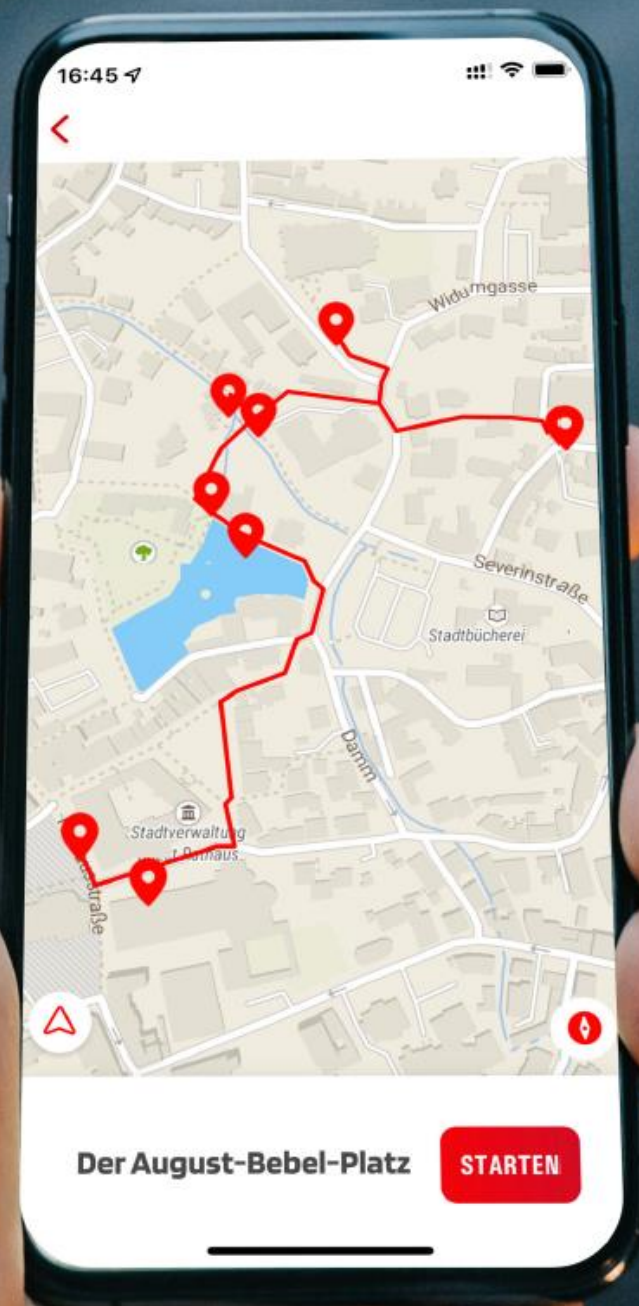 16:45
Widumgasse
Severinstraße
Stadtbücherei
Damm
Stadtverwaltung
Der August-Bebel-Platz
STARTEN